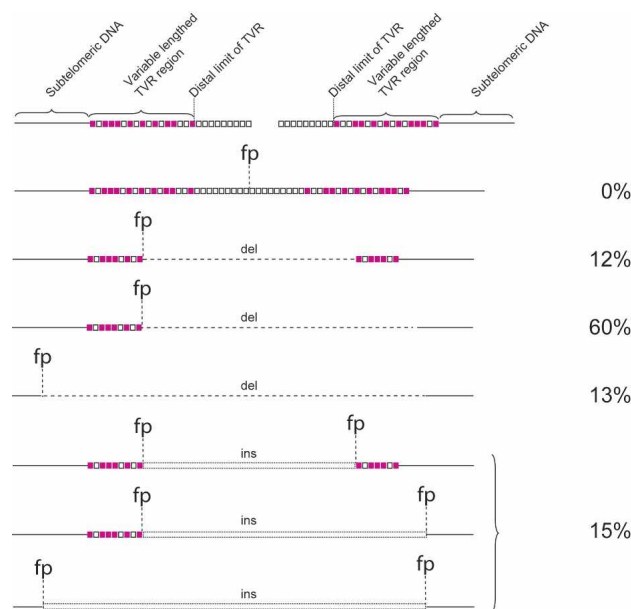 Subtelomeric DNA
Variable lengthed
TVR region
Distal limit of TVR
Distal limit of TVR
Variable lengthed
TVR region
Subtelomeric DNA
fp
0%
fp
del
12%
fp
del
60%
fp
del
13%
fp
fp
ins
fp
fp
ins
15%
fp
fp
ins